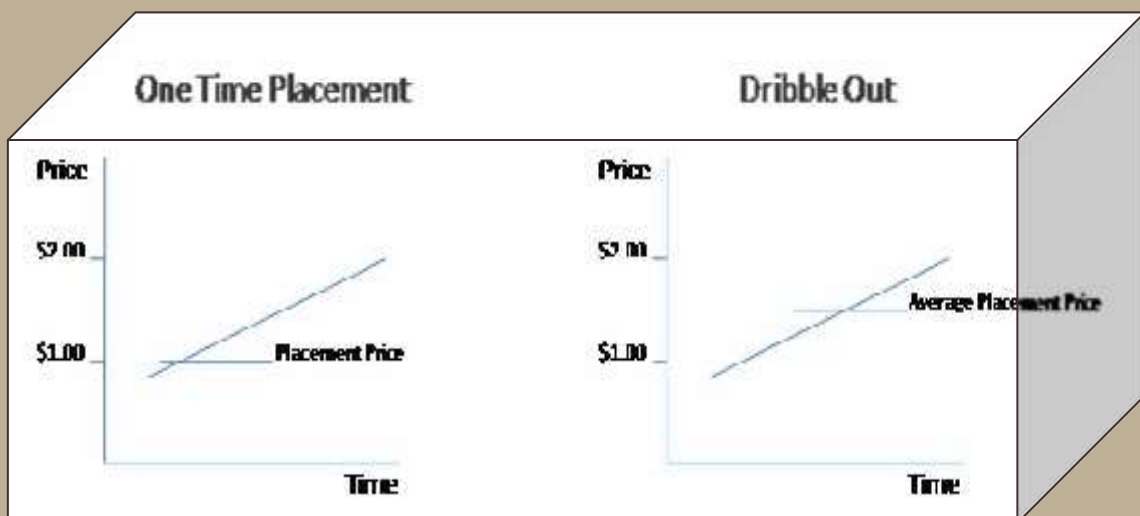 One Time Placement
Price
$2.00
$1.00
Placement Price
Time
Dribble Out
Price
$2.00
$1.00
Average Placement Price
Time